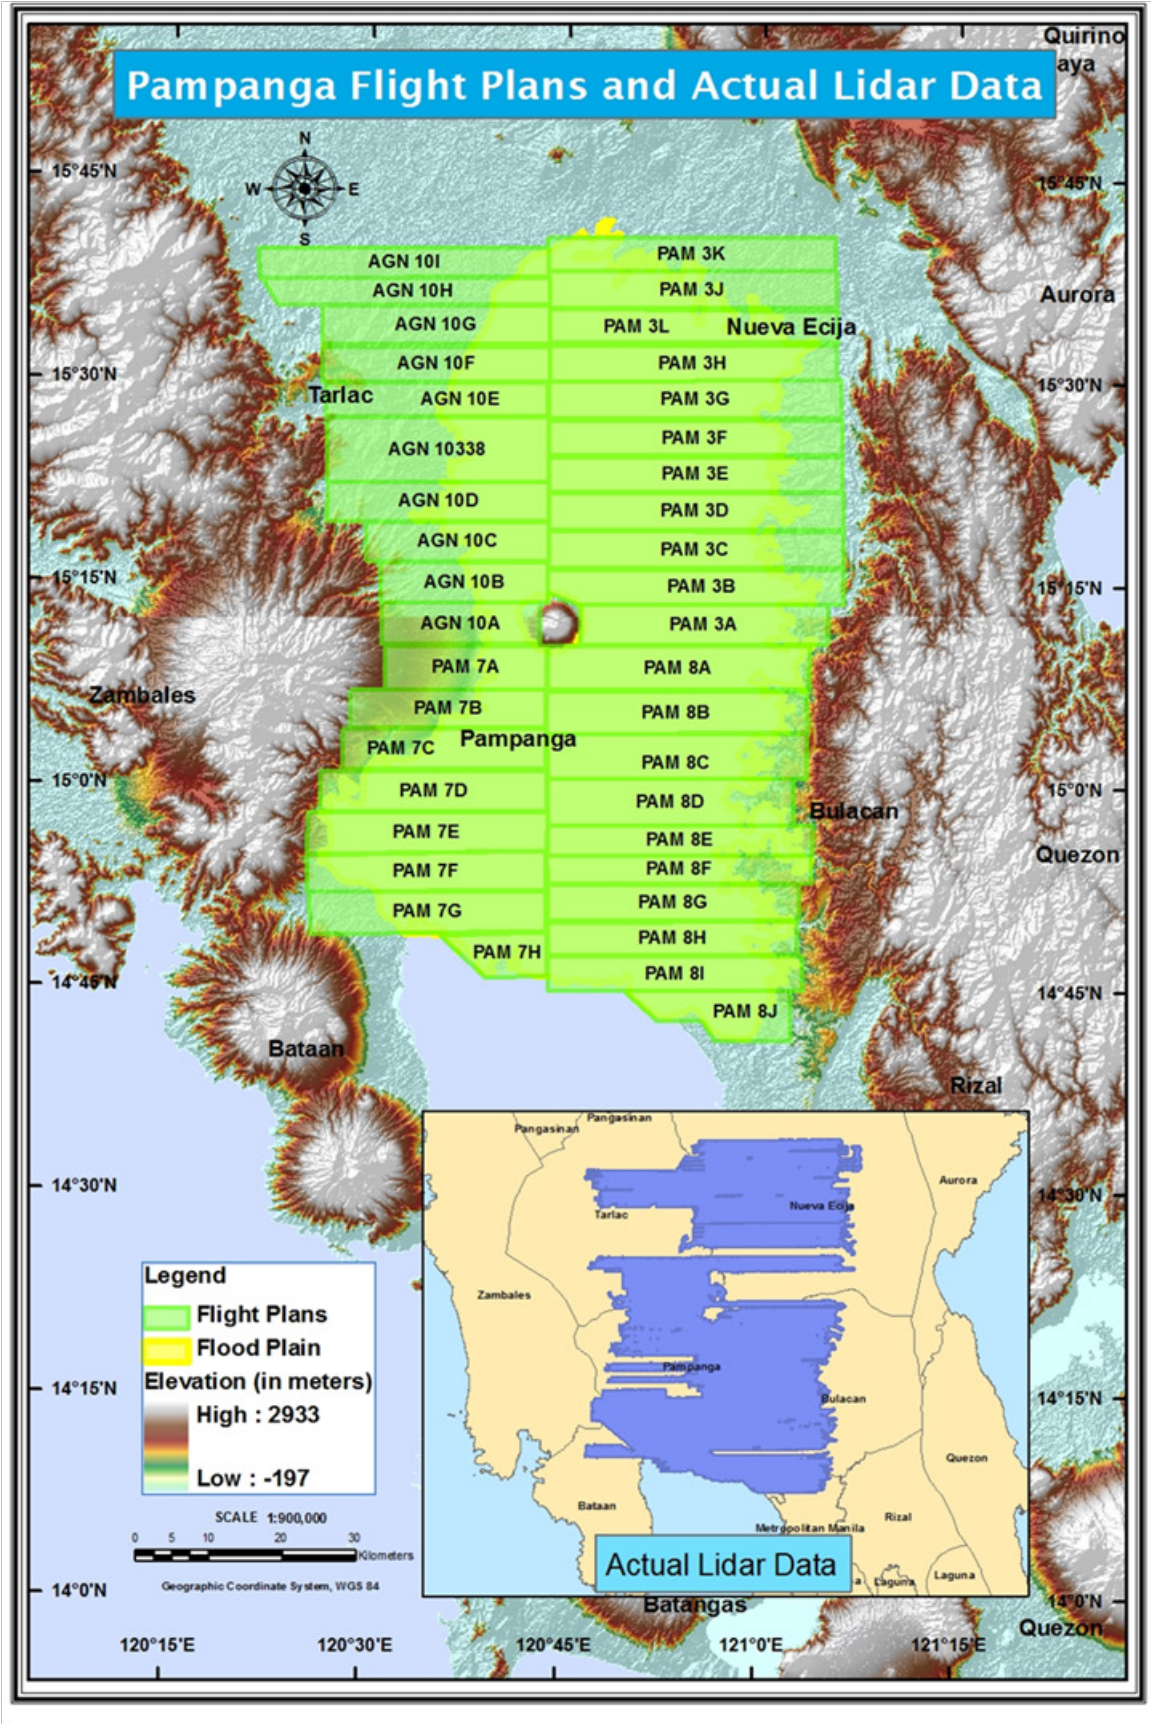 Quirino
aya
Pampanga Flight Plans and Actual Lidar Data
N
W E
S
15°45'N
15°45'N
AGN 10I
PAM 3K
AGN 10H
PAM 3J
Aurora
AGN 10G
PAM 3L
Nueva Ecija
AGN 10F
PAM 3H
15°30'N
15°30'N
Tarlac
AGN 10E
PAM 3G
AGN 10338
PAM 3F
PAM 3E
AGN 10D
PAM 3D
AGN 10C
PAM 3C
15°15'N
AGN 10B
PAM 3B
15°15'N
AGN 10A
PAM 3A
PAM 7A
PAM 8A
Zambales
PAM 7B
PAM 8B
PAM 7C
Pampanga
PAM 8C
15°0'N
PAM 7D
PAM 8D
15°0'N
Bulacan
PAM 7E
PAM 8E
Quezon
PAM 7F
PAM 8F
PAM 7G
PAM 8G
PAM 8H
PAM 7H
PAM 8I
14°45'N
14°45'N
PAM 8J
Bataan
Rizal
Pangasinan
Pangasinan
14°30'N
Aurora
14°30'N
Nueva Ecija
Tarlac
Legend
Flight Plans
Flood Plain
Elevation (in meters)
High : 2933
Low : -197
Zambales
Pampanga
14°15'N
14°15'N
Bulacan
Quezon
Bataan
Rizal
Metropolitan Manila
Actual Lidar Data
a
Laguna
Laguna
SCALE 1:900,000
0 5 10 20 30
Kilometers
Geographic Coordinate System, WGS 84
14°0'N
14°0'N
Batangas
Quezon
120°15'E 120°30'E 120°45'E 121°0'E 121°15'E